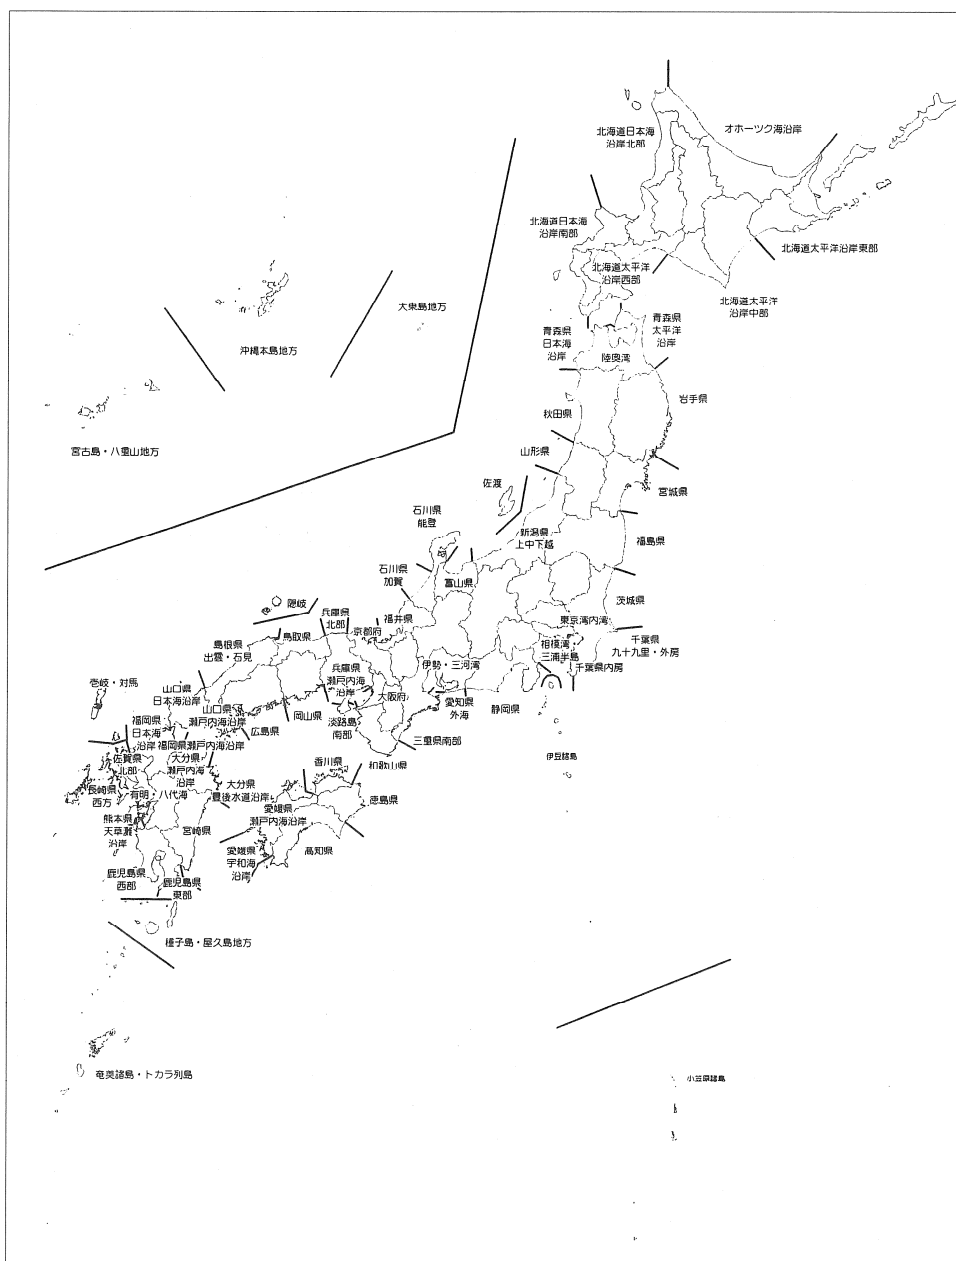 オホーツク海沿岸
北海道日本海
沿岸北部
北海道日本海
沿岸南部
北海道太平洋沿岸東部
北海道太平洋
沿岸西部
北海道太平洋
沿岸中部
大東島地方
青森県
日本海
沿岸
青森県
太平洋
沿岸
沖縄本島地方
陸奥湾
岩手県
秋田県
宮古島・八重山地方
山形県
佐渡
宮城県
石川県
能登
新潟県
上中下越
福島県
石川県
加賀
富山県
茨城県
隠岐
兵庫県
北部
福井県
東京湾内湾
鳥取県
京都府
島根県
出雲・石見
千葉県
九十九里・外房
相模湾
三浦半島
伊勢・三河湾
千葉県内房
兵庫県
瀬戸内海
沿岸
壱岐・対馬
山口県
日本海沿岸
大阪府
愛知県
外海
静岡県
山口県
瀬戸内海沿岸
岡山県
淡路島
南部
福岡県
日本海
沿岸
広島県
三重県南部
福岡県瀬戸内海沿岸
伊豆諸島
佐賀県
北部
大分県
瀬戸内海
沿岸
香川県
和歌山県
長崎県
西方
有明・八代海
大分県
豊後水道沿岸
徳島県
愛媛県
瀬戸内海沿岸
熊本県
天草灘
沿岸
宮崎県
愛媛県
宇和海
沿岸
高知県
鹿児島県
西部
鹿児島県
東部
種子島・屋久島地方
奄美諸島・トカラ列島
小笠原諸島